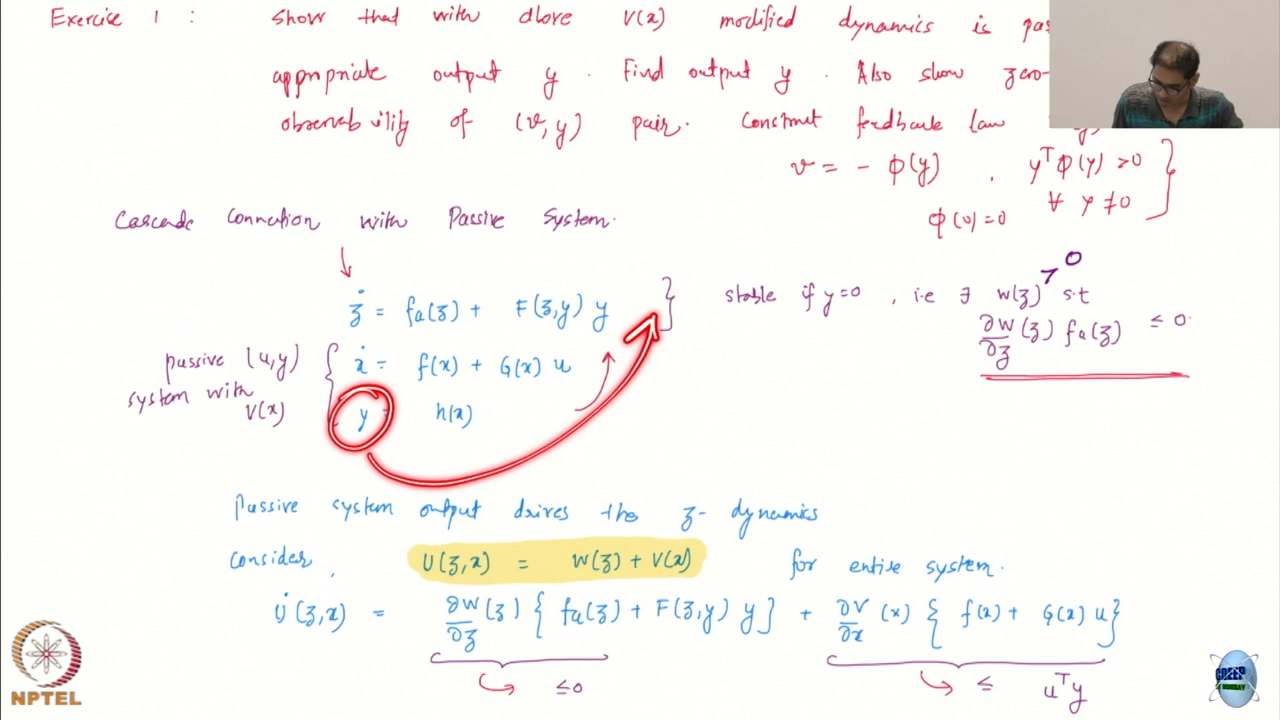 Exercise 1 : Show that with above V(x) modified dynamics is pas
appropriate output y . Find output y . Also show zero-
observability of (v, y) pair. Construct feedback law
v = - ϕ(y) , yᵀϕ(y) > 0
∀ y ≠ 0
ϕ(0) = 0
Cascade Connection with Passive System.
ż = fa(z) + F(z,y) y } stable if y=0 , i.e ∃ W(z) > 0 s.t
∂W/∂z (z) fa(z) ≤ 0.
passive (u,y) system with V(x) { ẋ = f(x) + G(x) u
y = h(x)
Passive system output drives the z- dynamics
consider, U(z,x) = W(z) + V(x) for entire system.
U̇(z,x) = ∂W/∂z (z) { fa(z) + F(z,y) y } + ∂V/∂x (x) { f(x) + G(x) u }
≤0 ≤ uᵀy
NPTEL
CREEP
BOMBAY